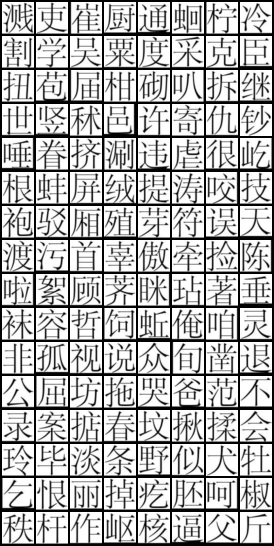 溅吏崔厨通蛔柠冷
割学吴粟度采克臣
扭苞届柑砌叭拆继
世竖秫邑许寄仇钞
唾眷挤涮违虐很屹
根蚌屏绒提涛咬技
袍驳厢殖芽符误天
渡污首辜傲牵捡陈
啦絮顾荠眯玷著垂
袜容哲伺蚯俺咱灵
非孤视说众旬凿退
公屈坊拖哭爸范不
录案掂春坟揪揉会
玲毕淡条野似犬牡
乞恨丽掉疙胚呵椒
秩杆作岖核逼父斤